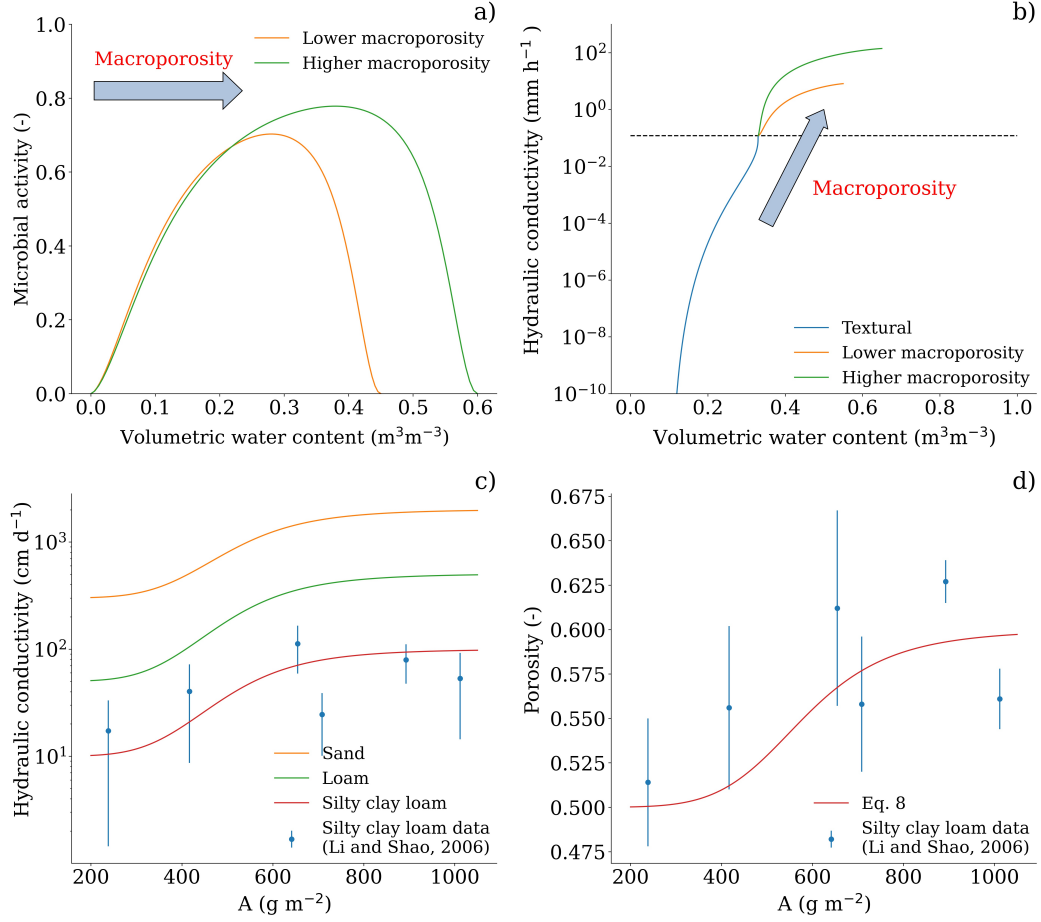 a)
1.0
0.8
0.6
0.4
0.2
0.0
Microbial activity (-)
Macroporosity
Lower macroporosity
Higher macroporosity
0.0 0.1 0.2 0.3 0.4 0.5 0.6
Volumetric water content (m³m⁻³)
b)
10²
10⁰
10⁻²
10⁻⁴
10⁻⁶
10⁻⁸
10⁻¹⁰
Hydraulic conductivity (mm h⁻¹ )
Macroporosity
Textural
Lower macroporosity
Higher macroporosity
0.0 0.2 0.4 0.6 0.8 1.0
Volumetric water content (m³m⁻³)
c)
10³
10²
10¹
Hydraulic conductivity (cm d⁻¹)
Sand
Loam
Silty clay loam
Silty clay loam data
(Li and Shao, 2006)
200 400 600 800 1000
A (g m⁻²)
d)
0.675
0.650
0.625
0.600
0.575
0.550
0.525
0.500
0.475
Porosity (-)
Eq. 8
Silty clay loam data
(Li and Shao, 2006)
200 400 600 800 1000
A (g m⁻²)